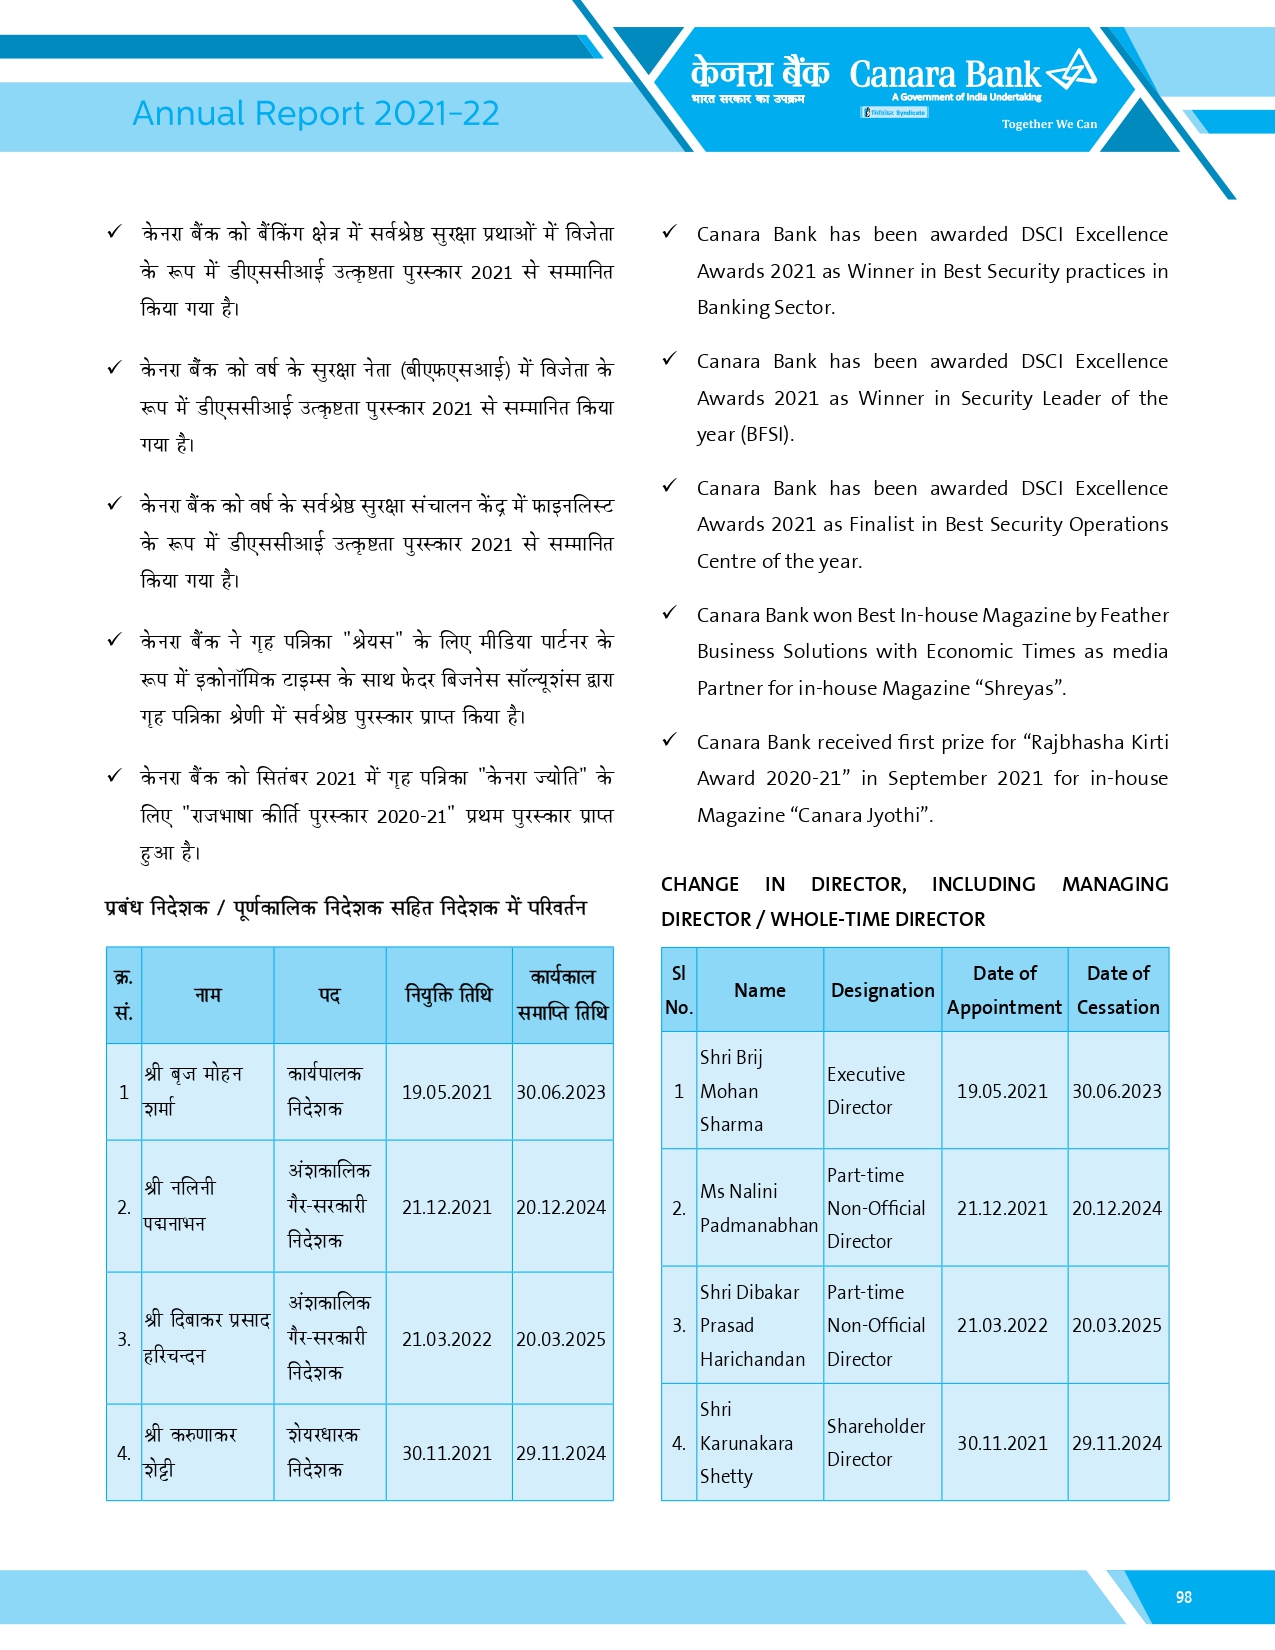 Annual Report 2021-22
केनरा बैंक Canara Bank
भारत सरकार का उपक्रम
A Government of India Undertaking
Syndicate
Together We Can
✓ केनरा बैंक को बैंकिंग क्षेत्र में सर्वश्रेष्ठ सुरक्षा प्रथाओं में विजेता
के रूप में डीएससीआई उत्कृष्टता पुरस्कार 2021 से सम्मानित
किया गया है।
✓ केनरा बैंक को वर्ष के सुरक्षा नेता (बीएफएसआई) में विजेता के
रूप में डीएससीआई उत्कृष्टता पुरस्कार 2021 से सम्मानित किया
गया है।
✓ केनरा बैंक को वर्ष के सर्वश्रेष्ठ सुरक्षा संचालन केंद्र में फाइनलिस्ट
के रूप में डीएससीआई उत्कृष्टता पुरस्कार 2021 से सम्मानित
किया गया है।
✓ केनरा बैंक ने गृह पत्रिका "श्रेयस" के लिए मीडिया पार्टनर के
रूप में इकोनॉमिक टाइम्स के साथ फेदर बिजनेस सॉल्यूशंस द्वारा
गृह पत्रिका श्रेणी में सर्वश्रेष्ठ पुरस्कार प्राप्त किया है।
✓ केनरा बैंक को सितंबर 2021 में गृह पत्रिका "केनरा ज्योति" के
लिए "राजभाषा कीर्ति पुरस्कार 2020-21" प्रथम पुरस्कार प्राप्त
हुआ है।
प्रबंध निदेशक / पूर्णकालिक निदेशक सहित निदेशक में परिवर्तन
क्र. सं. नाम पद नियुक्ति तिथि कार्यकाल समाप्ति तिथि
1 श्री बृज मोहन शर्मा कार्यपालक निदेशक 19.05.2021 30.06.2023
2. श्री नलिनी पद्मनाभन अंशकालिक गैर-सरकारी निदेशक 21.12.2021 20.12.2024
3. श्री दिबाकर प्रसाद हरिचन्दन अंशकालिक गैर-सरकारी निदेशक 21.03.2022 20.03.2025
4. श्री करुणाकर शेट्टी शेयरधारक निदेशक 30.11.2021 29.11.2024
✓ Canara Bank has been awarded DSCI Excellence
Awards 2021 as Winner in Best Security practices in
Banking Sector.
✓ Canara Bank has been awarded DSCI Excellence
Awards 2021 as Winner in Security Leader of the
year (BFSI).
✓ Canara Bank has been awarded DSCI Excellence
Awards 2021 as Finalist in Best Security Operations
Centre of the year.
✓ Canara Bank won Best In-house Magazine by Feather
Business Solutions with Economic Times as media
Partner for in-house Magazine “Shreyas”.
✓ Canara Bank received first prize for “Rajbhasha Kirti
Award 2020-21” in September 2021 for in-house
Magazine “Canara Jyothi”.
CHANGE IN DIRECTOR, INCLUDING MANAGING
DIRECTOR / WHOLE-TIME DIRECTOR
Sl No. Name Designation Date of Appointment Date of Cessation
1 Shri Brij Mohan Sharma Executive Director 19.05.2021 30.06.2023
2. Ms Nalini Padmanabhan Part-time Non-Official Director 21.12.2021 20.12.2024
3. Shri Dibakar Prasad Harichandan Part-time Non-Official Director 21.03.2022 20.03.2025
4. Shri Karunakara Shetty Shareholder Director 30.11.2021 29.11.2024
98